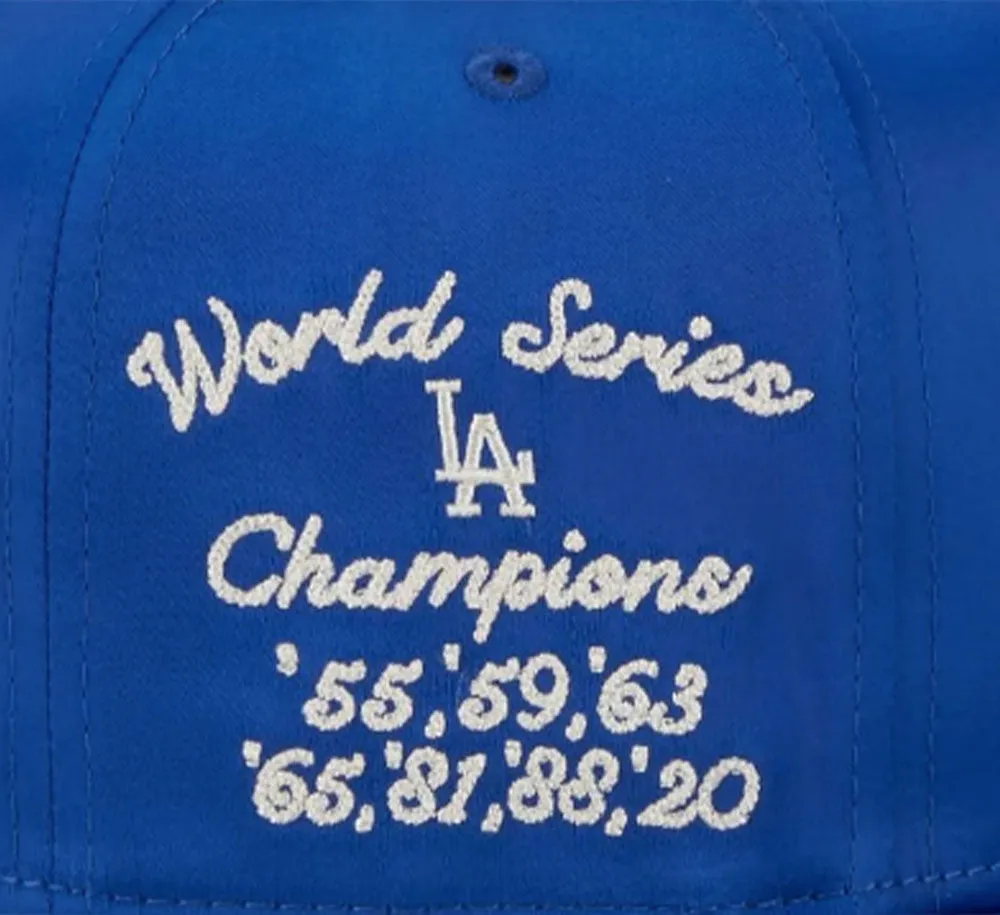 World Series
LA
Champions
'55,'59,'63
'65,'81,'88,'20